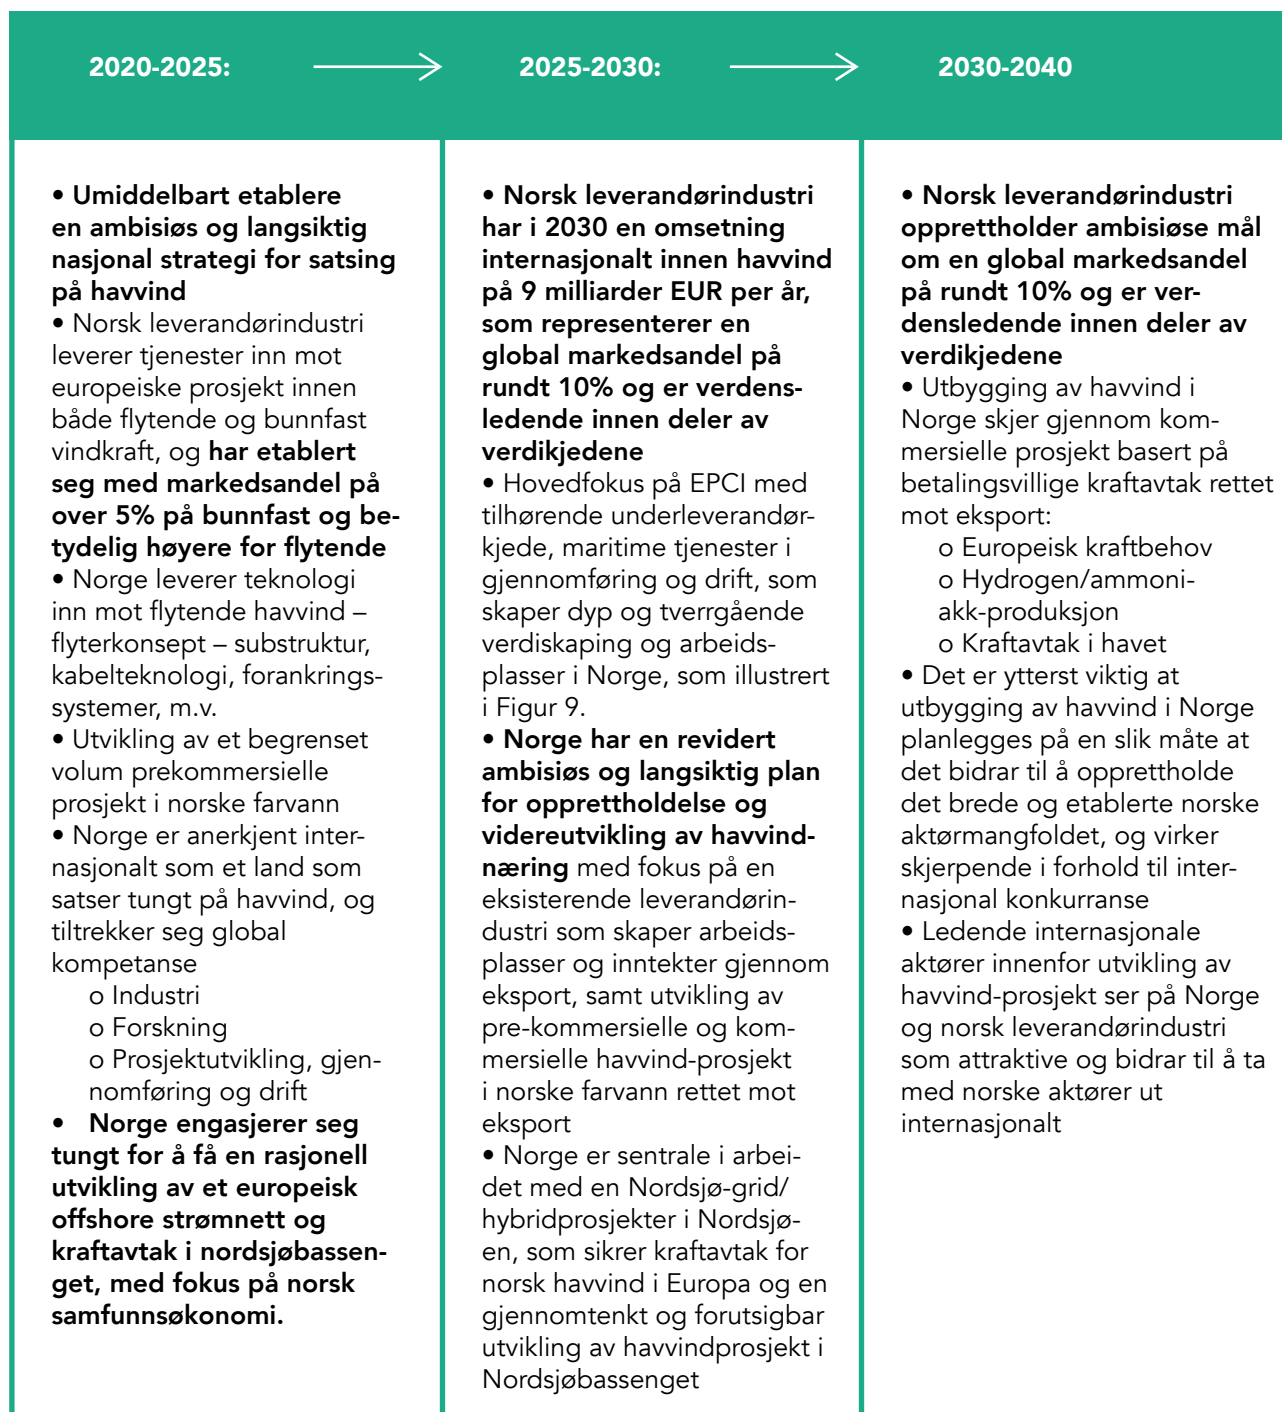 2020-2025:
2025-2030:
2030-2040
• Umiddelbart etablere
en ambisiøs og langsiktig
nasjonal strategi for satsing
på havvind
• Norsk leverandørindustri
leverer tjenester inn mot
europeiske prosjekt innen
både flytende og bunnfast
vindkraft, og har etablert
seg med markedsandel på
over 5% på bunnfast og be-
tydelig høyere for flytende
• Norge leverer teknologi
inn mot flytende havvind –
flyterkonsept – substruktur,
kabelteknologi, forankrings-
systemer, m.v.
• Utvikling av et begrenset
volum prekommersielle
prosjekt i norske farvann
• Norge er anerkjent inter-
nasjonalt som et land som
satser tungt på havvind, og
tiltrekker seg global
kompetanse
o Industri
o Forskning
o Prosjektutvikling, gjen-
nomføring og drift
• Norge engasjerer seg
tungt for å få en rasjonell
utvikling av et europeisk
offshore strømnett og
kraftavtak i nordsjøbassen-
get, med fokus på norsk
samfunnsøkonomi.
• Norsk leverandørindustri
har i 2030 en omsetning
internasjonalt innen havvind
på 9 milliarder EUR per år,
som representerer en
global markedsandel på
rundt 10% og er verdens-
ledende innen deler av
verdikjedene
• Hovedfokus på EPCI med
tilhørende underleverandør-
kjede, maritime tjenester i
gjennomføring og drift, som
skaper dyp og tverrgående
verdiskaping og arbeids-
plasser i Norge, som illustrert
i Figur 9.
• Norge har en revidert
ambisiøs og langsiktig plan
for opprettholdelse og
videreutvikling av havvind-
næring med fokus på en
eksisterende leverandørin-
dustri som skaper arbeids-
plasser og inntekter gjennom
eksport, samt utvikling av
pre-kommersielle og kom-
mersielle havvind-prosjekt
i norske farvann rettet mot
eksport
• Norge er sentrale i arbei-
det med en Nordsjø-grid/
hybridprosjekter i Nordsjø-
en, som sikrer kraftavtak for
norsk havvind i Europa og en
gjennomtenkt og forutsigbar
utvikling av havvindprosjekt i
Nordsjøbassenget
• Norsk leverandørindustri
opprettholder ambisiøse mål
om en global markedsandel
på rundt 10% og er ver-
densledende innen deler av
verdikjedene
• Utbygging av havvind i
Norge skjer gjennom kom-
mersielle prosjekt basert på
betalingsvillige kraftavtak rettet
mot eksport:
o Europeisk kraftbehov
o Hydrogen/ammoni-
akk-produksjon
o Kraftavtak i havet
• Det er ytterst viktig at
utbygging av havvind i Norge
planlegges på en slik måte at
det bidrar til å opprettholde
det brede og etablerte norske
aktørmangfoldet, og virker
skjerpende i forhold til inter-
nasjonal konkurranse
• Ledende internasjonale
aktører innenfor utvikling av
havvind-prosjekt ser på Norge
og norsk leverandørindustri
som attraktive og bidrar til å ta
med norske aktører ut
internasjonalt